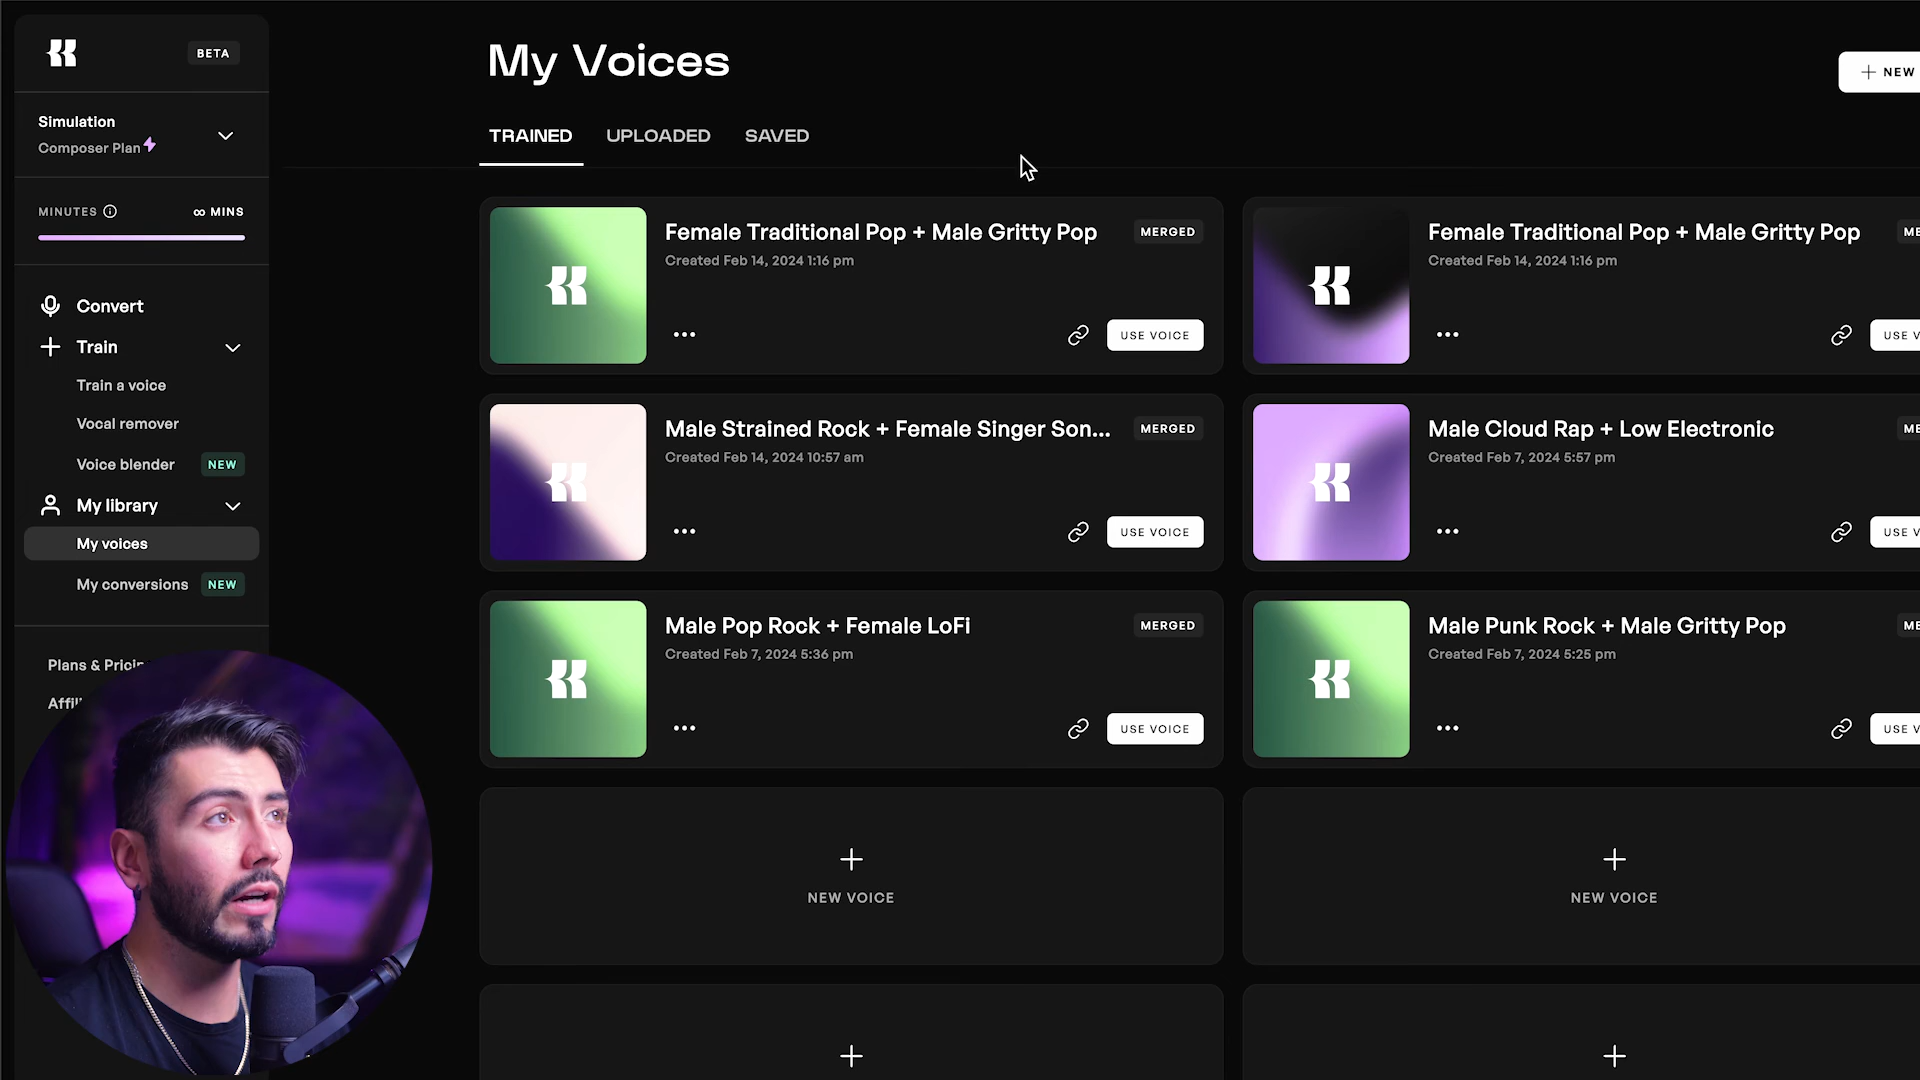 BETA
Simulation
Composer Plan
MINUTES
∞ MINS
Convert
Train
Train a voice
Vocal remover
Voice blender NEW
My library
My voices
My conversions NEW
My Voices
+ NEW
TRAINED UPLOADED SAVED
Female Traditional Pop + Male Gritty Pop MERGED
Created Feb 14, 2024 1:16 pm
USE VOICE
Female Traditional Pop + Male Gritty Pop
Created Feb 14, 2024 1:16 pm
USE
Male Strained Rock + Female Singer Son... MERGED
Created Feb 14, 2024 10:57 am
USE VOICE
Male Cloud Rap + Low Electronic
Created Feb 7, 2024 5:57 pm
USE
Male Pop Rock + Female LoFi MERGED
Created Feb 7, 2024 5:36 pm
USE VOICE
Male Punk Rock + Male Gritty Pop
Created Feb 7, 2024 5:25 pm
USE
NEW VOICE
NEW VOICE
Plans &